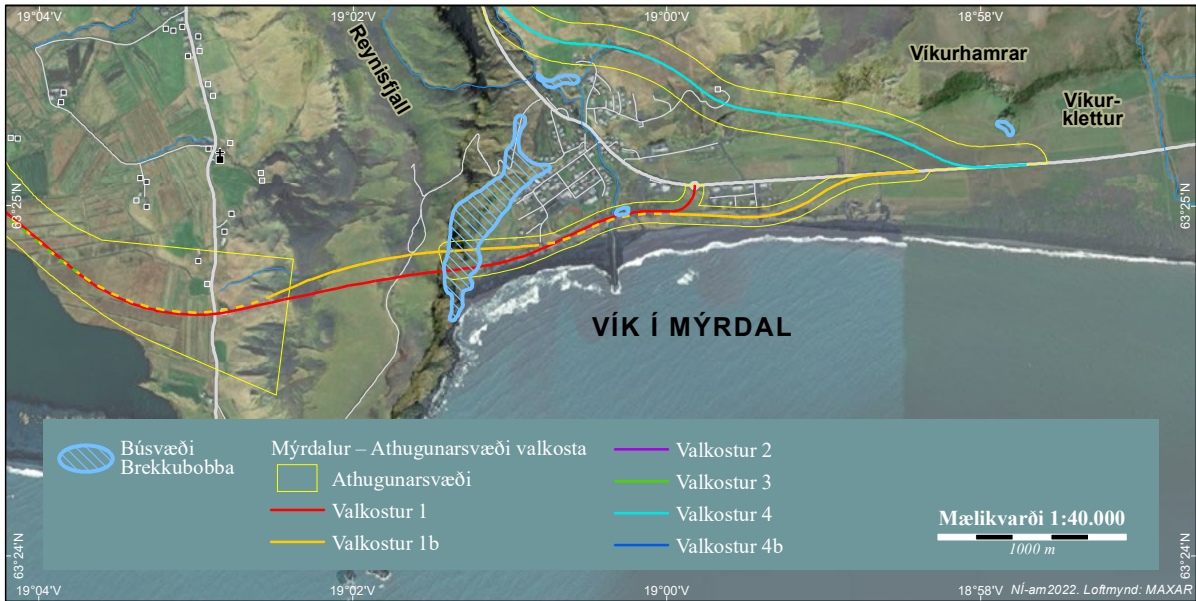 19°04'V
19°02'V
19°00'V
18°58'V
Reynisfjall
Víkurhamrar
Víkur-
klettur
63°25'N
63°25'N
VÍK Í MÝRDAL
Búsvæði
Brekkubobba
Mýrdalur – Athugunarsvæði valkosta
Athugunarsvæði
Valkostur 1
Valkostur 1b
Valkostur 2
Valkostur 3
Valkostur 4
Valkostur 4b
Mælikvarði 1:40.000
1000 m
63°24'N
63°24'N
19°04'V
19°02'V
19°00'V
18°58'V
NÍ-am2022. Loftmynd: MAXAR